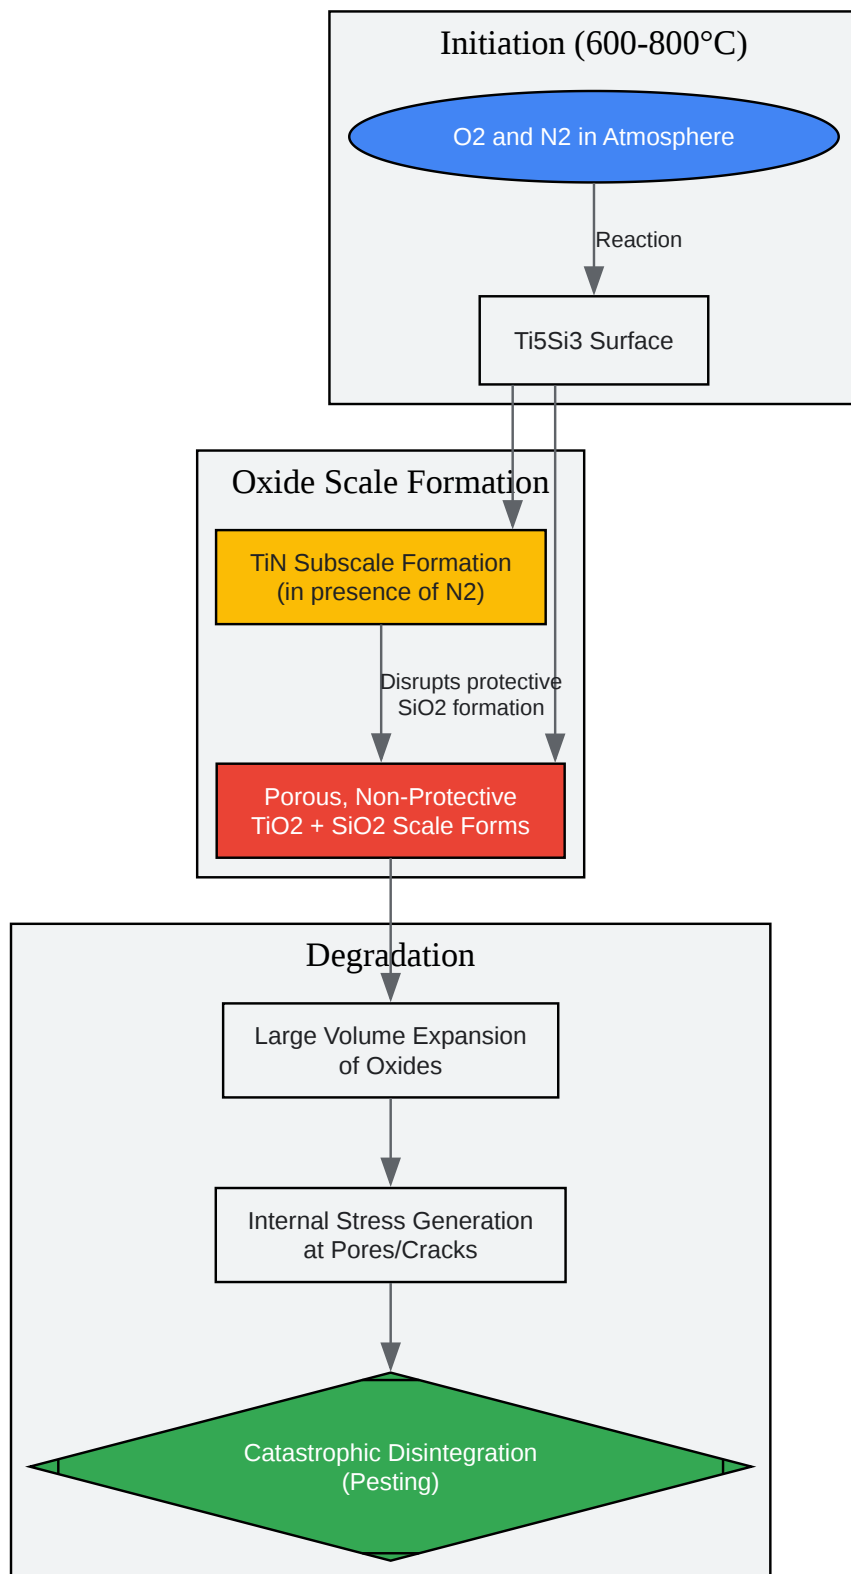 Initiation (600-800°C)
O2 and N2 in Atmosphere
Reaction
Ti5Si3 Surface
Oxide Scale Formation
TiN Subscale Formation
(in presence of N2)
Disrupts protective
SiO2 formation
Porous, Non-Protective
TiO2 + SiO2 Scale Forms
Degradation
Large Volume Expansion
of Oxides
Internal Stress Generation
at Pores/Cracks
Catastrophic Disintegration
(Pesting)